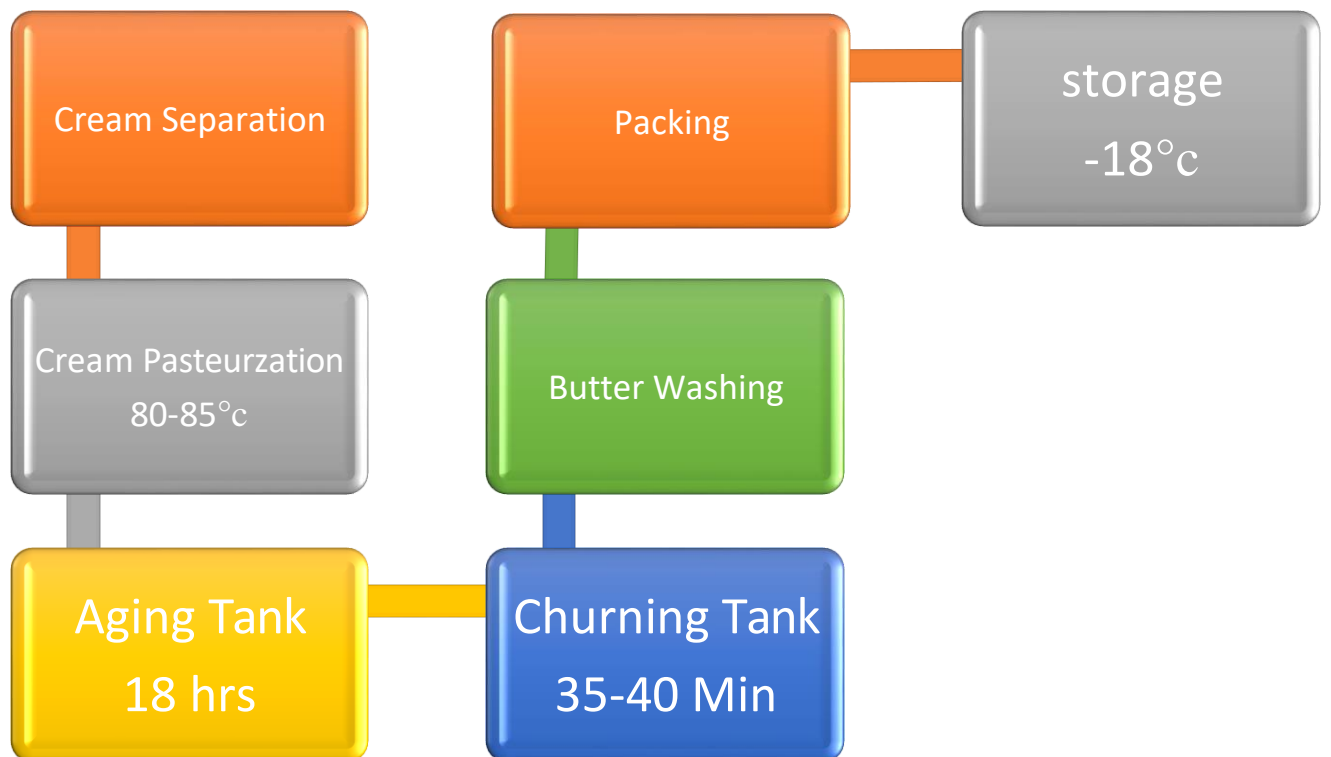 Cream Separation
Cream Pasteurzation
80-85°c
Aging Tank
18 hrs
Churning Tank
35-40 Min
Butter Washing
Packing
storage
-18°c